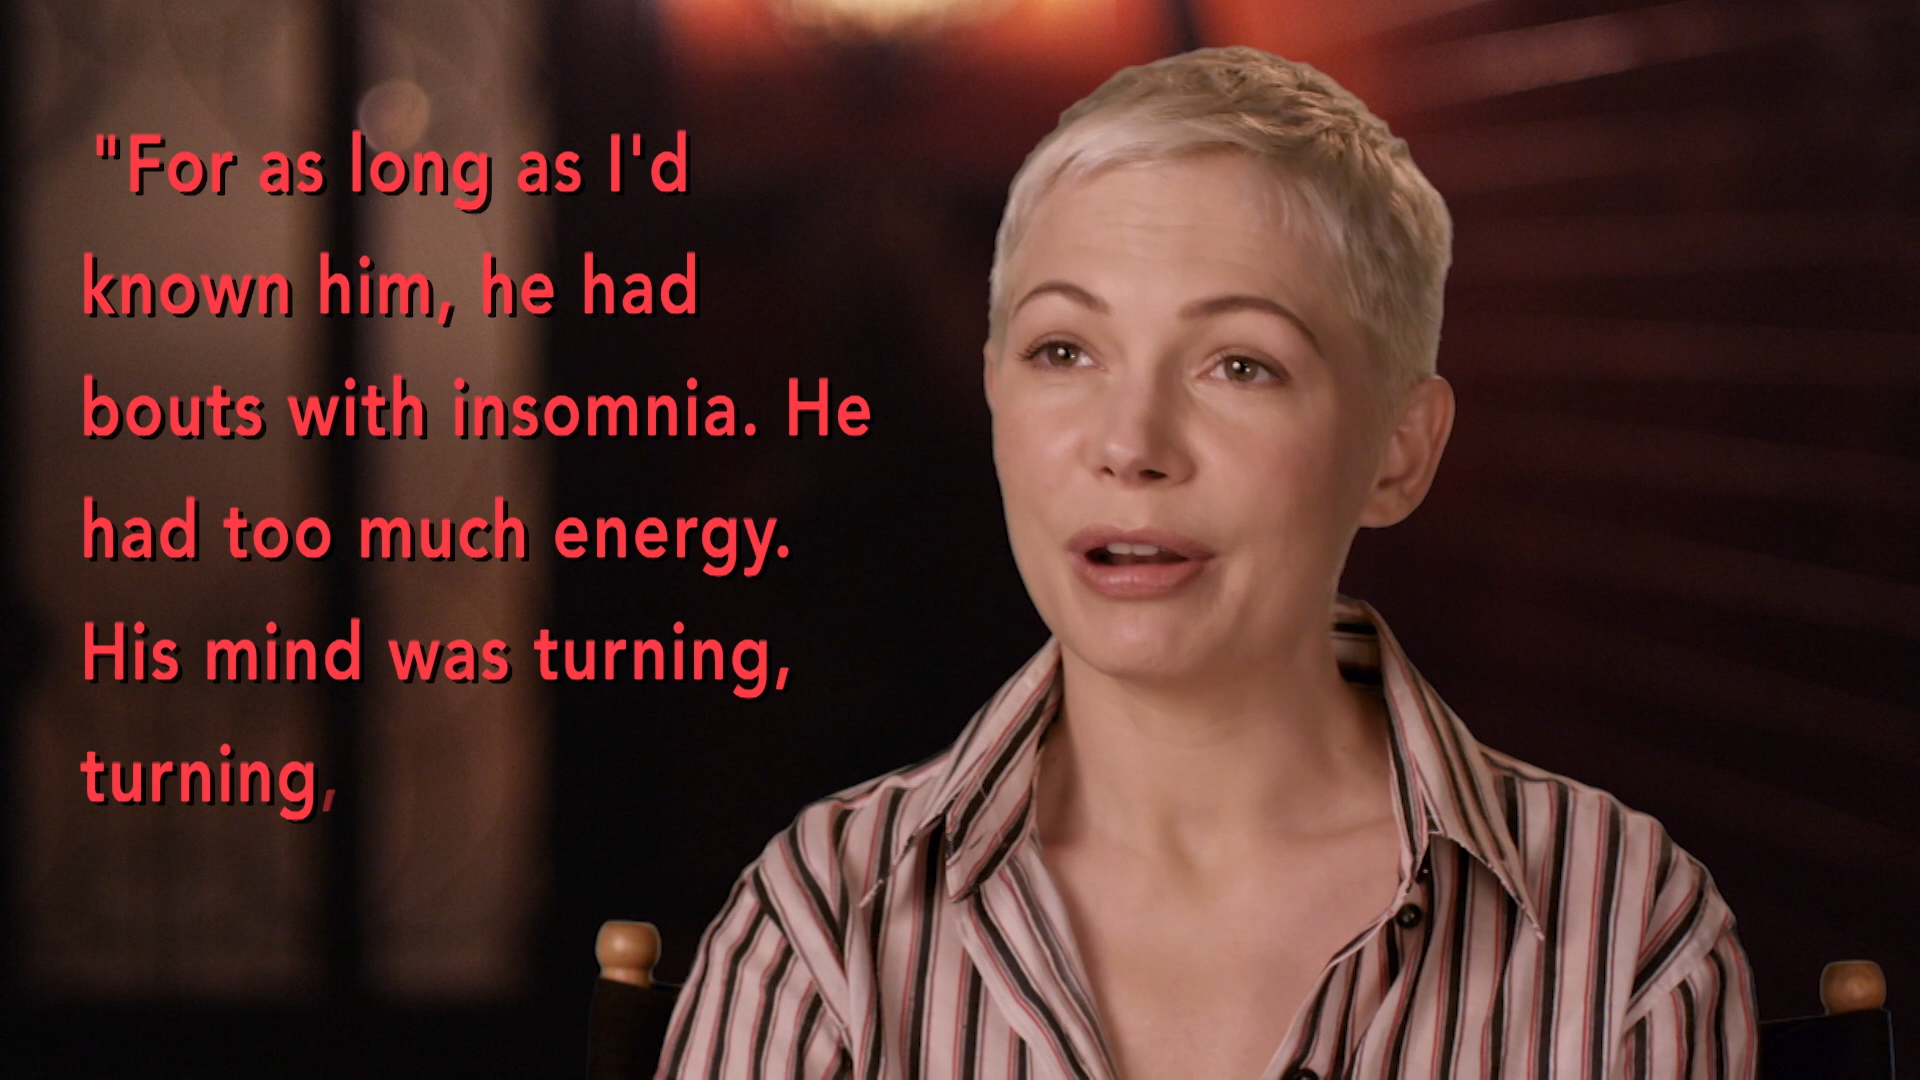 "For as long as I'd
known him, he had
bouts with insomnia. He
had too much energy.
His mind was turning,
turning,